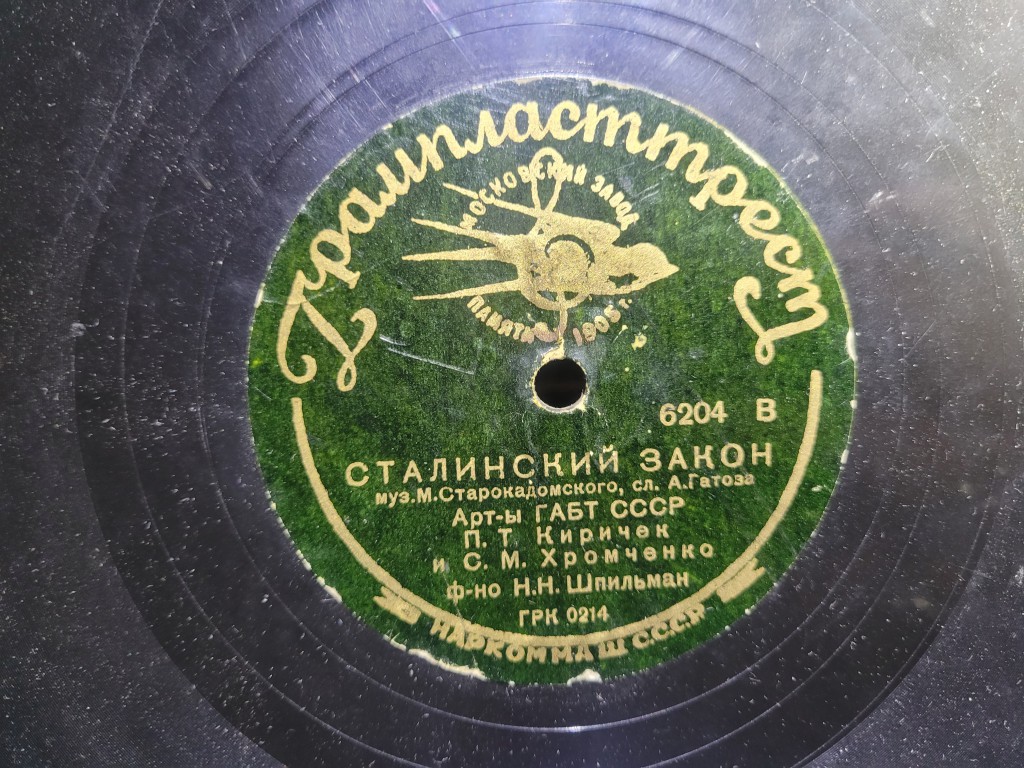 Грампласттрест
МОСКОВСКИЙ ЗАВОД
ПАМЯТИ 1905 г.
6204 В
СТАЛИНСКИЙ ЗАКОН
муз. М. Старокадомского, сл. А. Гатова
Арт-ы ГАБТ СССР
П. Т. Киричек
и С. М. Хромченко
ф-но Н. Н. Шпильман
ГРК 0214
НАРКОММАШ СССР